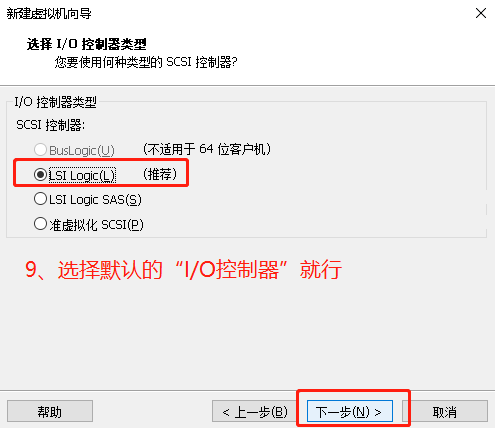 新建虚拟机向导
选择 I/O 控制器类型
您要使用何种类型的 SCSI 控制器?
I/O 控制器类型
SCSI 控制器:
BusLogic(U) (不适用于 64 位客户机)
LSI Logic(L) (推荐)
LSI Logic SAS(S)
准虚拟化 SCSI(P)
9、选择默认的“I/O控制器”就行
帮助 < 上一步(B) 下一步(N) > 取消